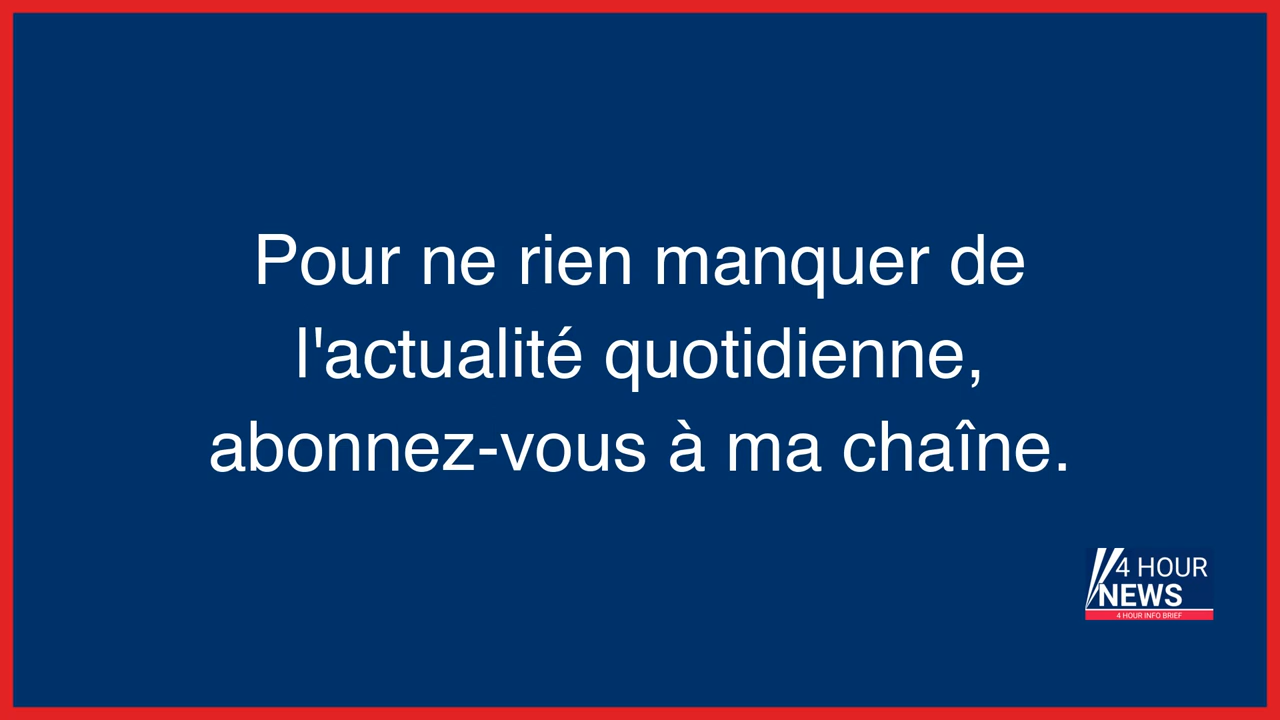 Pour ne rien manquer de
l'actualité quotidienne,
abonnez-vous à ma chaîne.
4 HOUR
NEWS
4 HOUR INFO BRIEF